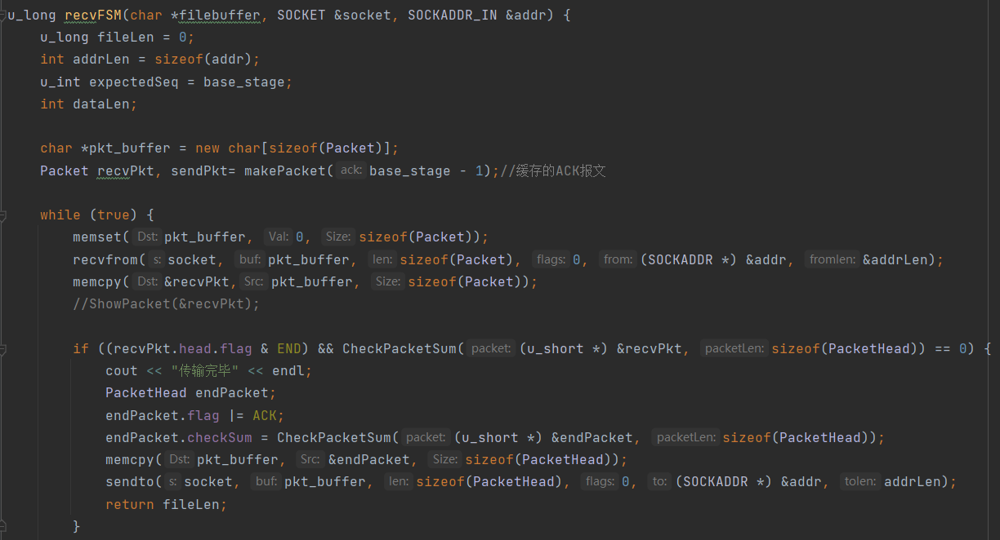 u_long recvFSM(char *filebuffer, SOCKET &socket, SOCKADDR_IN &addr) {
    u_long fileLen = 0;
    int addrLen = sizeof(addr);
    u_int expectedSeq = base_stage;
    int dataLen;

    char *pkt_buffer = new char[sizeof(Packet)];
    Packet recvPkt, sendPkt= makePacket( ack: base_stage - 1);//缓存的ACK报文

    while (true) {
        memset( Dst: pkt_buffer, Val: 0, Size: sizeof(Packet));
        recvfrom( s: socket, buf: pkt_buffer, len: sizeof(Packet), flags: 0, from: (SOCKADDR *) &addr, fromlen: &addrLen);
        memcpy( Dst: &recvPkt, Src: pkt_buffer, Size: sizeof(Packet));
        //ShowPacket(&recvPkt);

        if ((recvPkt.head.flag & END) && CheckPacketSum( packet: (u_short *) &recvPkt, packetLen: sizeof(PacketHead)) == 0) {
            cout << "传输完毕" << endl;
            PacketHead endPacket;
            endPacket.flag |= ACK;
            endPacket.checkSum = CheckPacketSum( packet: (u_short *) &endPacket, packetLen: sizeof(PacketHead));
            memcpy( Dst: pkt_buffer, Src: &endPacket, Size: sizeof(PacketHead));
            sendto( s: socket, buf: pkt_buffer, len: sizeof(PacketHead), flags: 0, to: (SOCKADDR *) &addr, tolen: addrLen);
            return fileLen;
        }